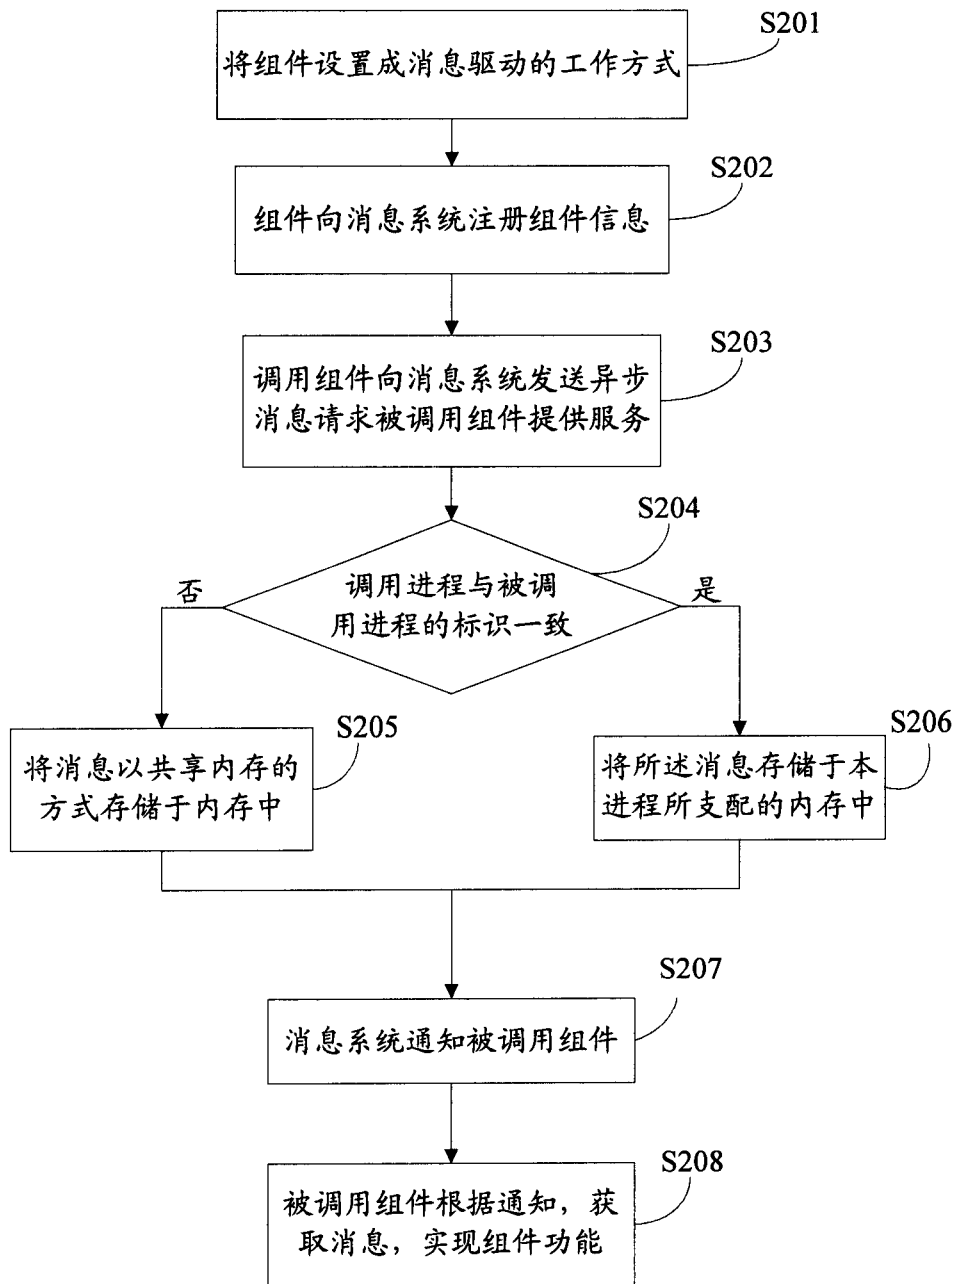 S201
将组件设置成消息驱动的工作方式
S202
组件向消息系统注册组件信息
S203
调用组件向消息系统发送异步
消息请求被调用组件提供服务
S204
否
调用进程与被调
用进程的标识一致
是
S205
将消息以共享内存的
方式存储于内存中
S206
将所述消息存储于本
进程所支配的内存中
S207
消息系统通知被调用组件
S208
被调用组件根据通知，获
取消息，实现组件功能